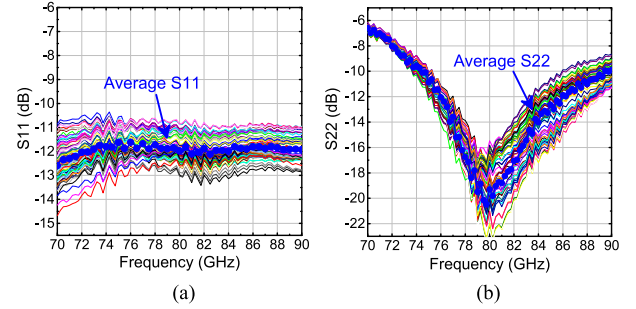 -6
-7
-8
-9
-10
-11
-12
-13
-14
-15
S11 (dB)
Average S11
70 72 74 76 78 80 82 84 86 88 90
Frequency (GHz)
(a)
-6
-8
-10
-12
-14
-16
-18
-20
-22
S22 (dB)
Average S22
70 72 74 76 78 80 82 84 86 88 90
Frequency (GHz)
(b)